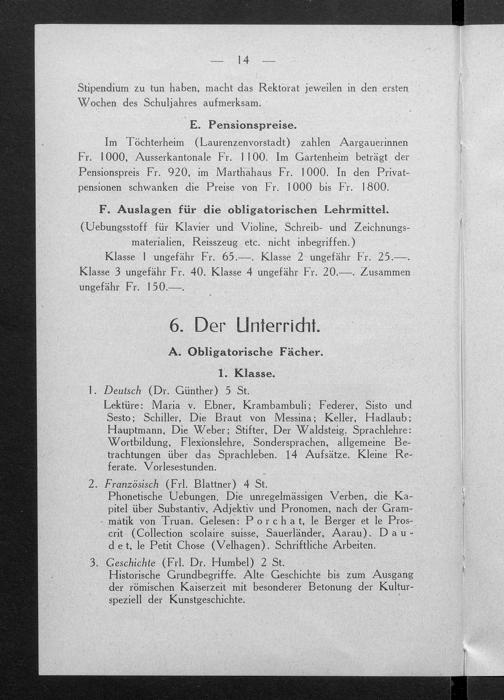 — 14 —
Stipendium zu tun haben, macht das Rektorat jeweilen in den ersten
Wochen des Schuljahres aufmerksam.
E. Pensionspreise.
Im Töchterheim (Laurenzenvorstadt) zahlen Aargauerinnen
Fr. 1000, Ausserkantonale Fr. 1100. Im Gartenheim beträgt der
Pensionspreis Fr. 920, im Marthahaus Fr. 1000. In den Privat-
pensionen schwanken die Preise von Fr. 1000 bis Fr. 1800.
F. Auslagen für die obligatorischen Lehrmittel.
(Uebungsstoff für Klavier und Violine, Schreib- und Zeichnungs-
materialien, Reisszeug etc. nicht inbegriffen.)
Klasse 1 ungefähr Fr. 65.—. Klasse 2 ungefähr Fr. 25.—.
Klasse 3 ungefähr Fr. 40. Klasse 4 ungefähr Fr. 20.—. Zusammen
ungefähr Fr. 150.—.
6. Der Unterricht.
A. Obligatorische Fächer.
1. Klasse.
1. Deutsch (Dr. Günther) 5 St.
Lektüre: Maria v. Ebner, Krambambuli; Federer, Sisto und
Sesto; Schiller, Die Braut von Messina; Keller, Hadlaub;
Hauptmann, Die Weber; Stifter, Der Waldsteig. Sprachlehre:
Wortbildung, Flexionslehre, Sondersprachen, allgemeine Be-
trachtungen über das Sprachleben. 14 Aufsätze. Kleine Re-
ferate. Vorlesestunden.
2. Französisch (Frl. Blattner) 4 St.
Phonetische Uebungen. Die unregelmässigen Verben, die Ka-
pitel über Substantiv, Adjektiv und Pronomen, nach der Gram-
matik von Truan. Gelesen: Porchat, le Berger et le Pros-
crit (Collection scolaire suisse, Sauerländer, Aarau). Dau-
det, le Petit Chose (Velhagen). Schriftliche Arbeiten.
3. Geschichte (Frl. Dr. Humbel) 2 St.
Historische Grundbegriffe. Alte Geschichte bis zum Ausgang
der römischen Kaiserzeit mit besonderer Betonung der Kultur-
speziell der Kunstgeschichte.